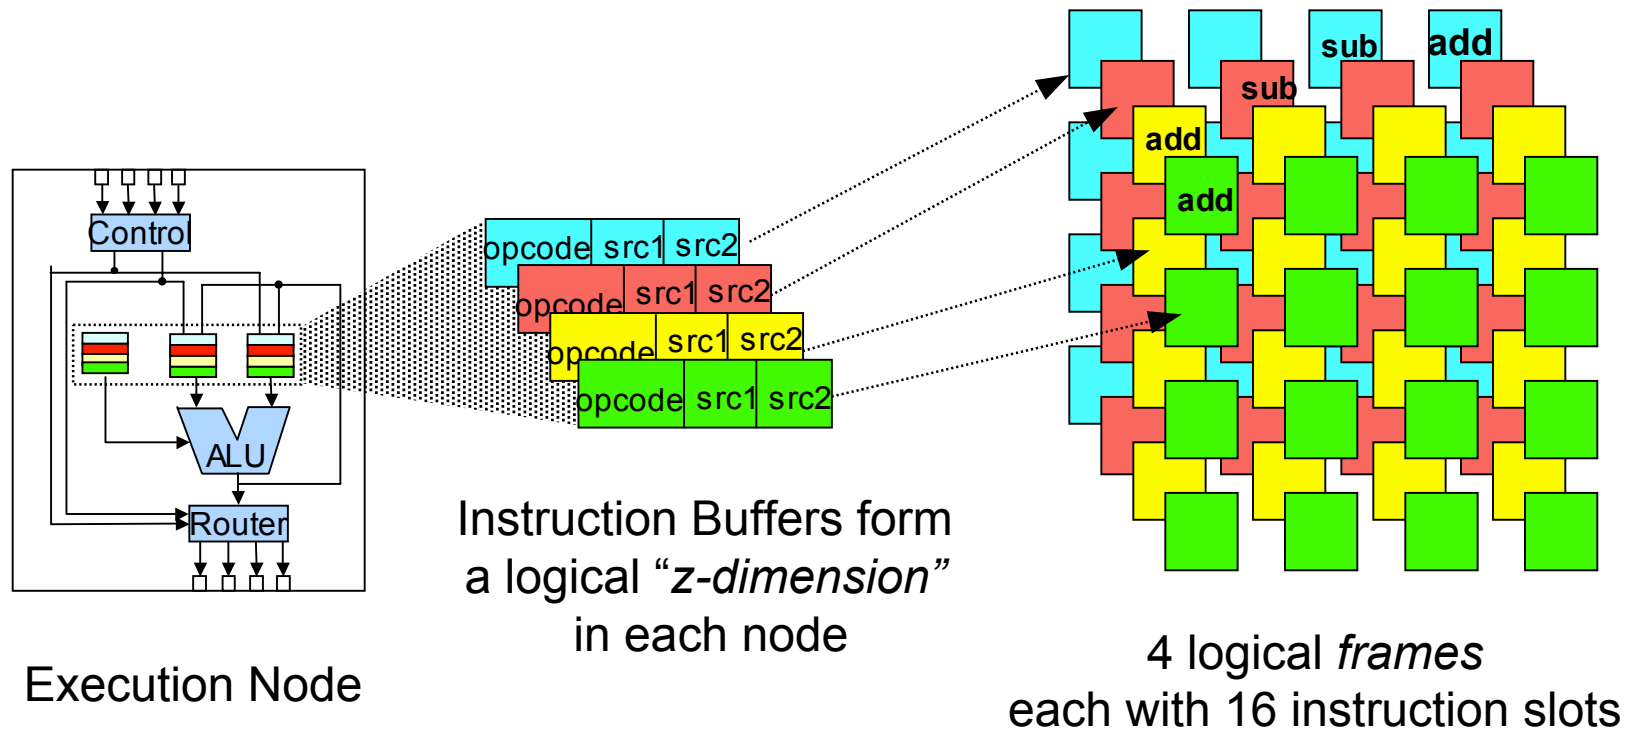 Control
ALU
Router
Execution Node
opcode src1 src2
opcode src1 src2
opcode src1 src2
opcode src1 src2
Instruction Buffers form
a logical “z-dimension”
in each node
sub add
sub
add
add
4 logical frames
each with 16 instruction slots